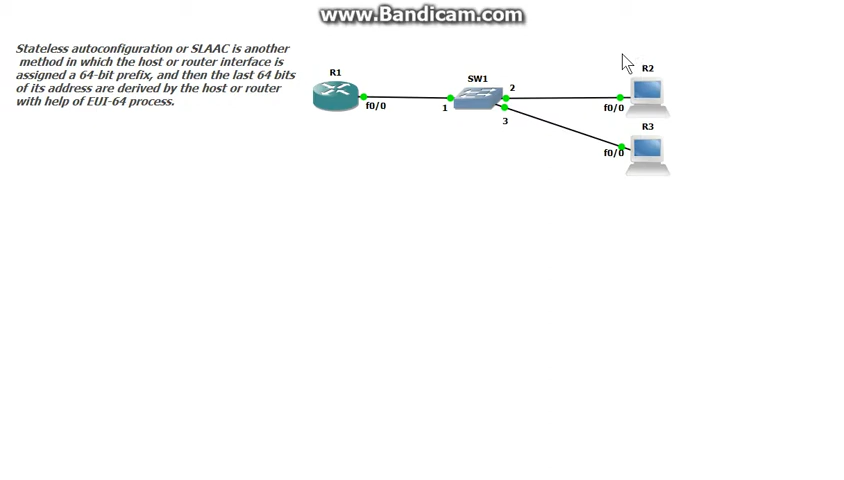 www.Bandicam.com
Stateless autoconfiguration or SLAAC is another
method in which the host or router interface is
assigned a 64-bit prefix, and then the last 64 bits
of its address are derived by the host or router
with help of EUI-64 process.
R1
f0/0
SW1
1
2
3
R2
f0/0
R3
f0/0